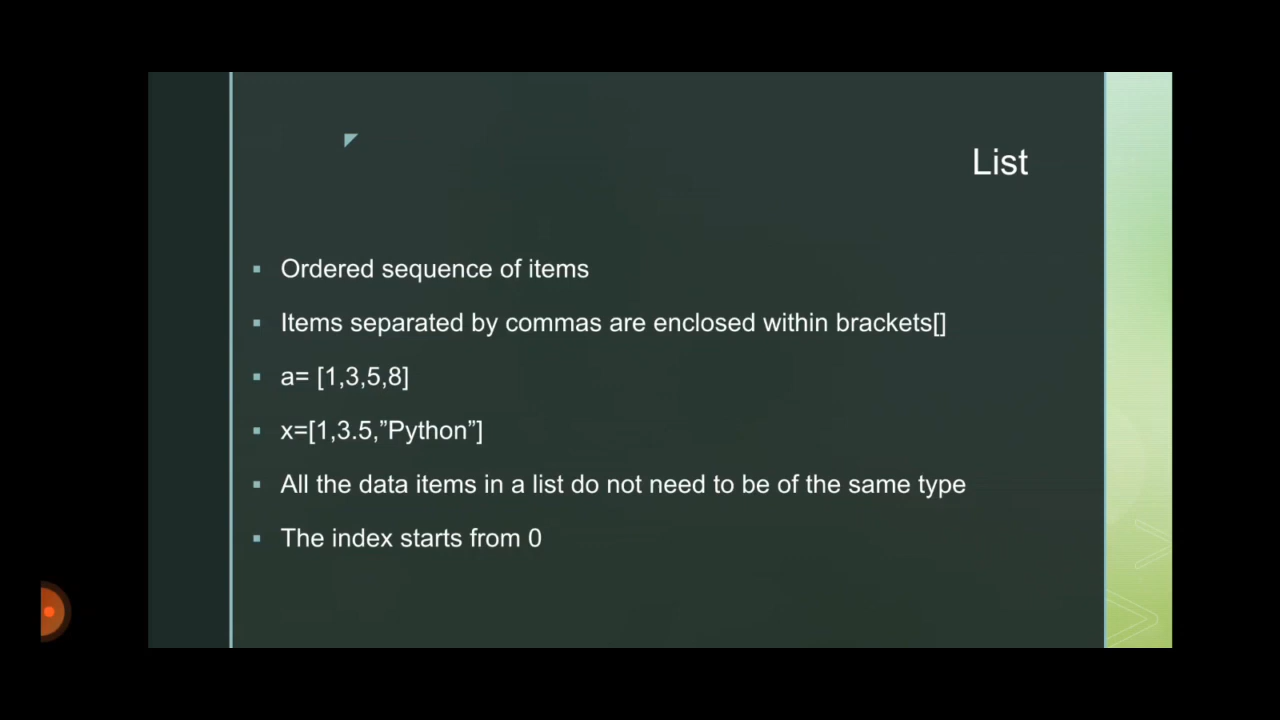 List
Ordered sequence of items
Items separated by commas are enclosed within brackets[]
a= [1,3,5,8]
x=[1,3.5,”Python”]
All the data items in a list do not need to be of the same type
The index starts from 0